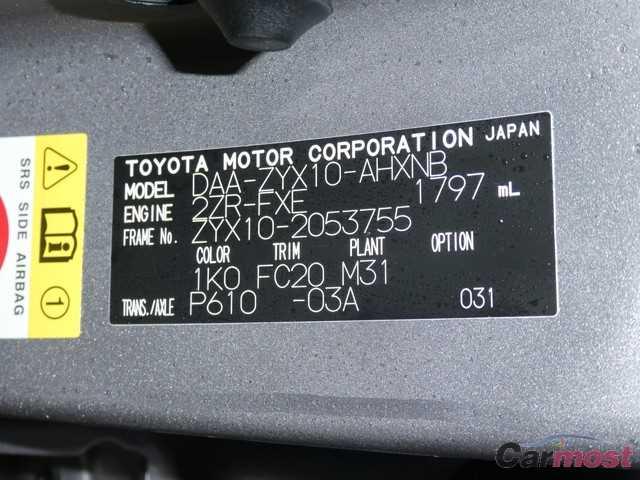 TOYOTA MOTOR CORPORATION JAPAN
MODEL DAA-ZYX10-AHXNB
ENGINE 2ZR-FXE 1797 mL
FRAME No. ZYX10-2053755
COLOR TRIM PLANT OPTION
1K0 FC20 M31
TRANS./AXLE P610 -03A 031
SRS SIDE AIRBAG
1
Carmost